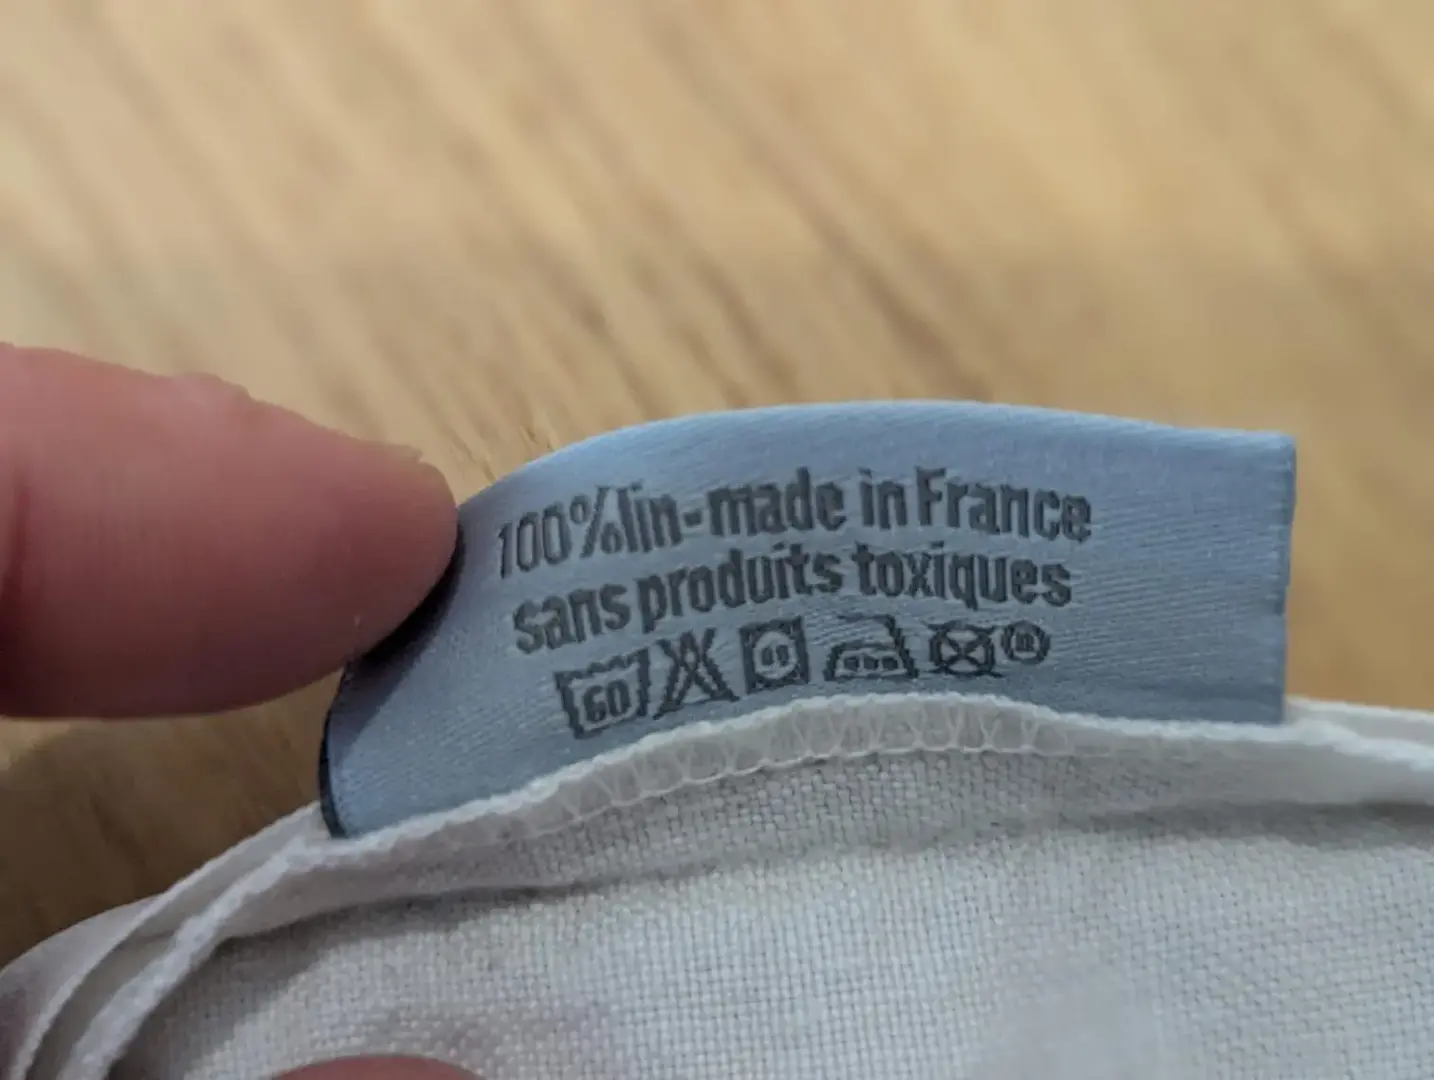 100%lin-made in France
sans produits toxiques
60 ®